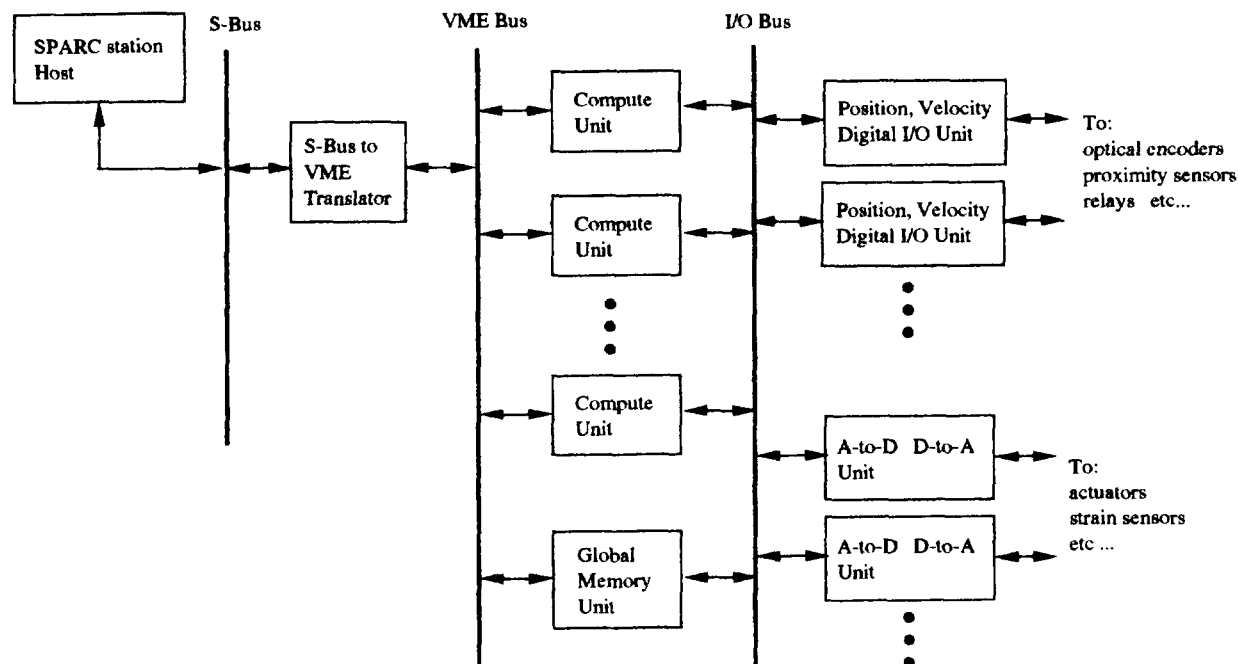 S-Bus
VME Bus
I/O Bus
SPARC station
Host
S-Bus to
VME
Translator
Compute
Unit
Compute
Unit
Compute
Unit
Global
Memory
Unit
Position, Velocity
Digital I/O Unit
Position, Velocity
Digital I/O Unit
To:
optical encoders
proximity sensors
relays etc...
A-to-D D-to-A
Unit
A-to-D D-to-A
Unit
To:
actuators
strain sensors
etc ...